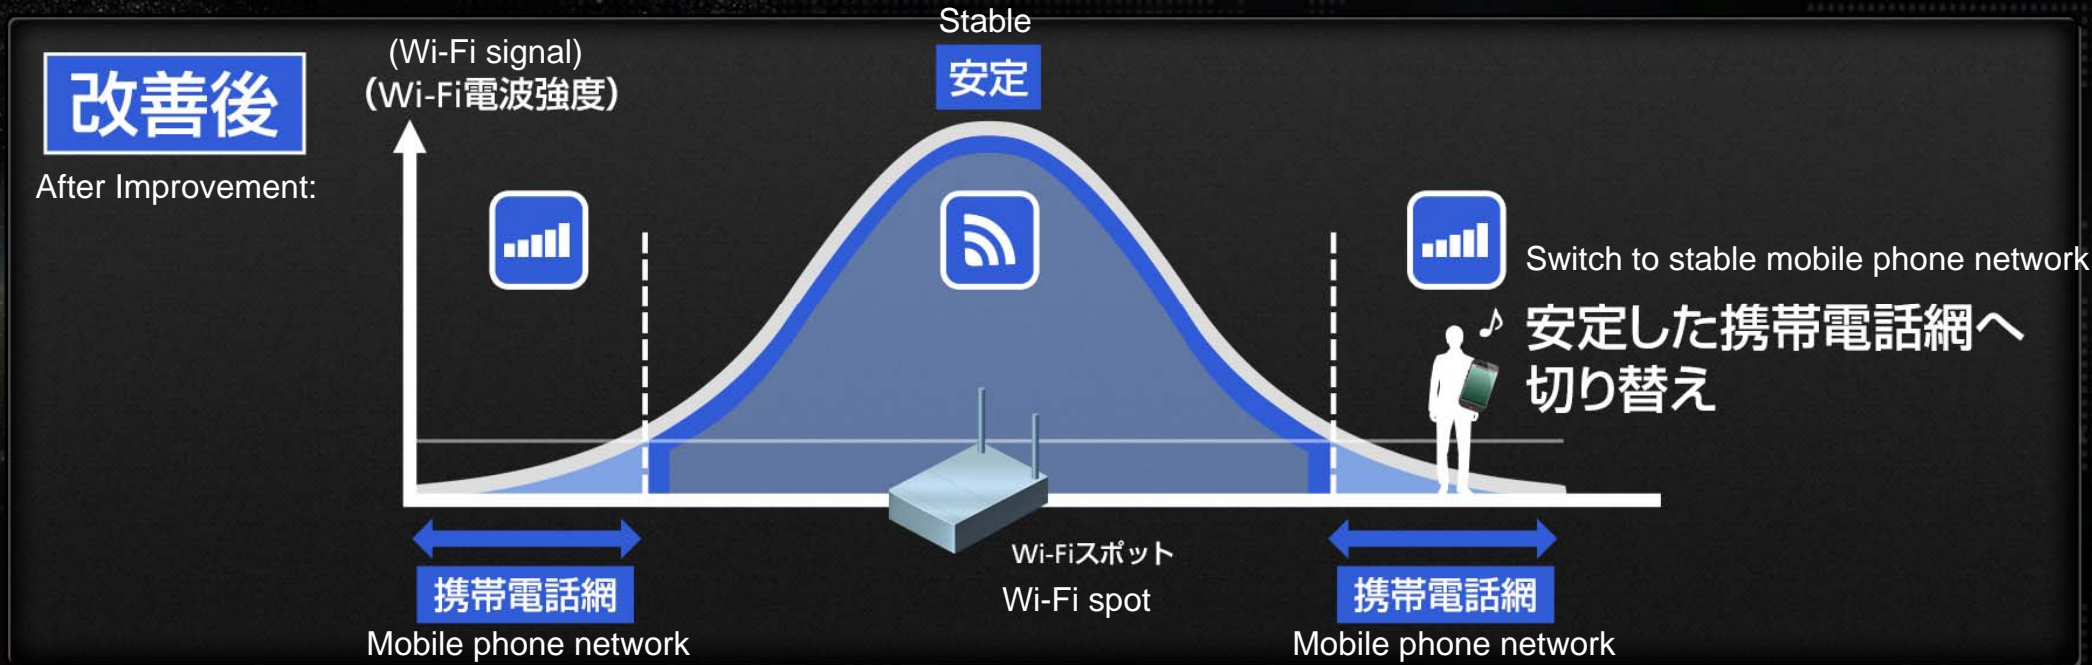 Stable
安定
(Wi-Fi signal)
(Wi-Fi電波強度)
改善後
After Improvement:
Switch to stable mobile phone network
安定した携帯電話網へ
切り替え
Wi-Fiスポット
Wi-Fi spot
携帯電話網
Mobile phone network
携帯電話網
Mobile phone network